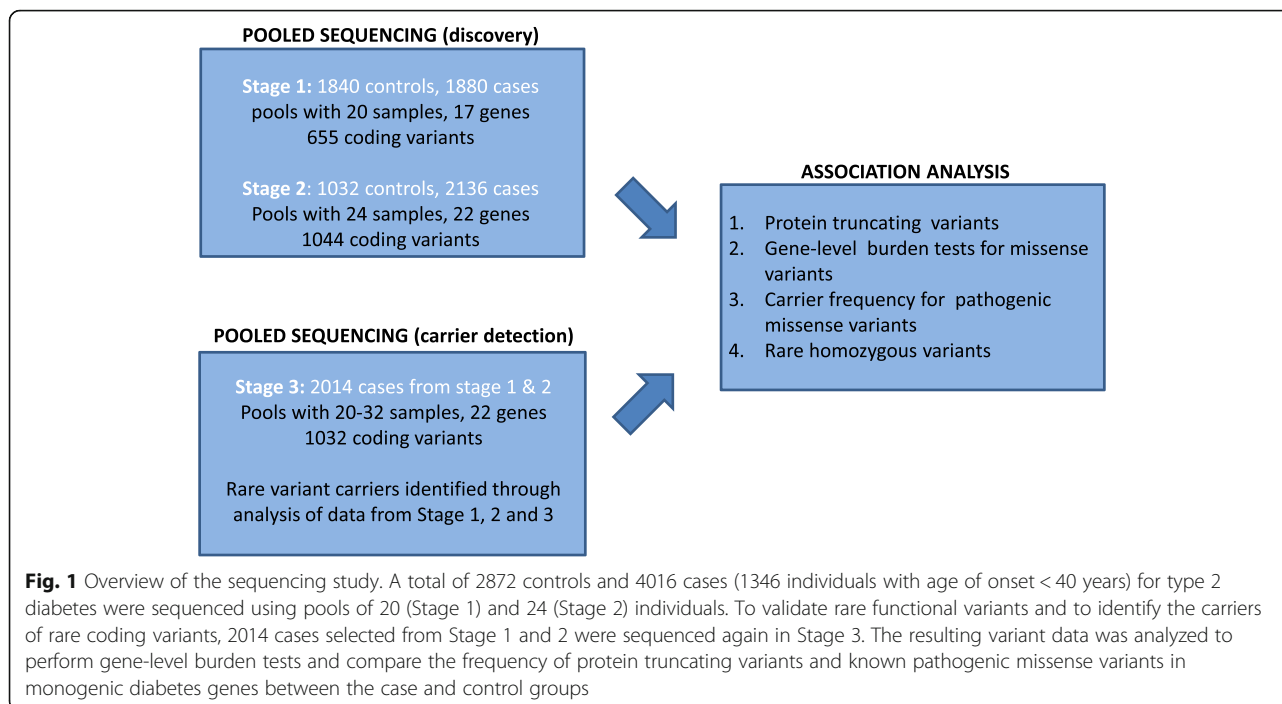 POOLED SEQUENCING (discovery)
Stage 1: 1840 controls, 1880 cases
pools with 20 samples, 17 genes
655 coding variants
Stage 2: 1032 controls, 2136 cases
Pools with 24 samples, 22 genes
1044 coding variants
POOLED SEQUENCING (carrier detection)
Stage 3: 2014 cases from stage 1 & 2
Pools with 20-32 samples, 22 genes
1032 coding variants
Rare variant carriers identified through
analysis of data from Stage 1, 2 and 3
ASSOCIATION ANALYSIS
1. Protein truncating variants
2. Gene-level burden tests for missense
variants
3. Carrier frequency for pathogenic
missense variants
4. Rare homozygous variants
Fig. 1 Overview of the sequencing study. A total of 2872 controls and 4016 cases (1346 individuals with age of onset < 40 years) for type 2
diabetes were sequenced using pools of 20 (Stage 1) and 24 (Stage 2) individuals. To validate rare functional variants and to identify the carriers
of rare coding variants, 2014 cases selected from Stage 1 and 2 were sequenced again in Stage 3. The resulting variant data was analyzed to
perform gene-level burden tests and compare the frequency of protein truncating variants and known pathogenic missense variants in
monogenic diabetes genes between the case and control groups